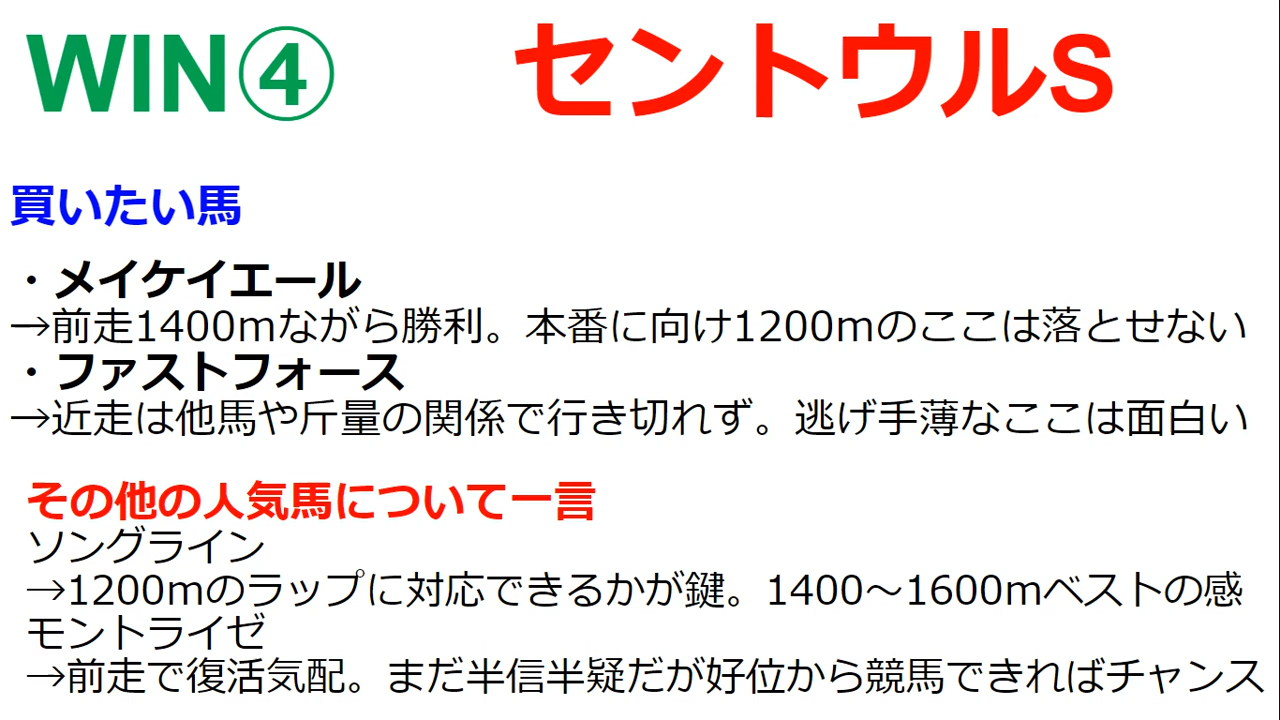 WIN④ セントウルS
買いたい馬
・メイケイエール
→前走1400mながら勝利。本番に向け1200mのここは落とせない
・ファストフォース
→近走は他馬や斤量の関係で行き切れず。逃げ手薄なここは面白い
その他の人気馬について一言
ソングライン
→1200mのラップに対応できるかが鍵。1400～1600mベストの感
モントライゼ
→前走で復活気配。まだ半信半疑だが好位から競馬できればチャンス